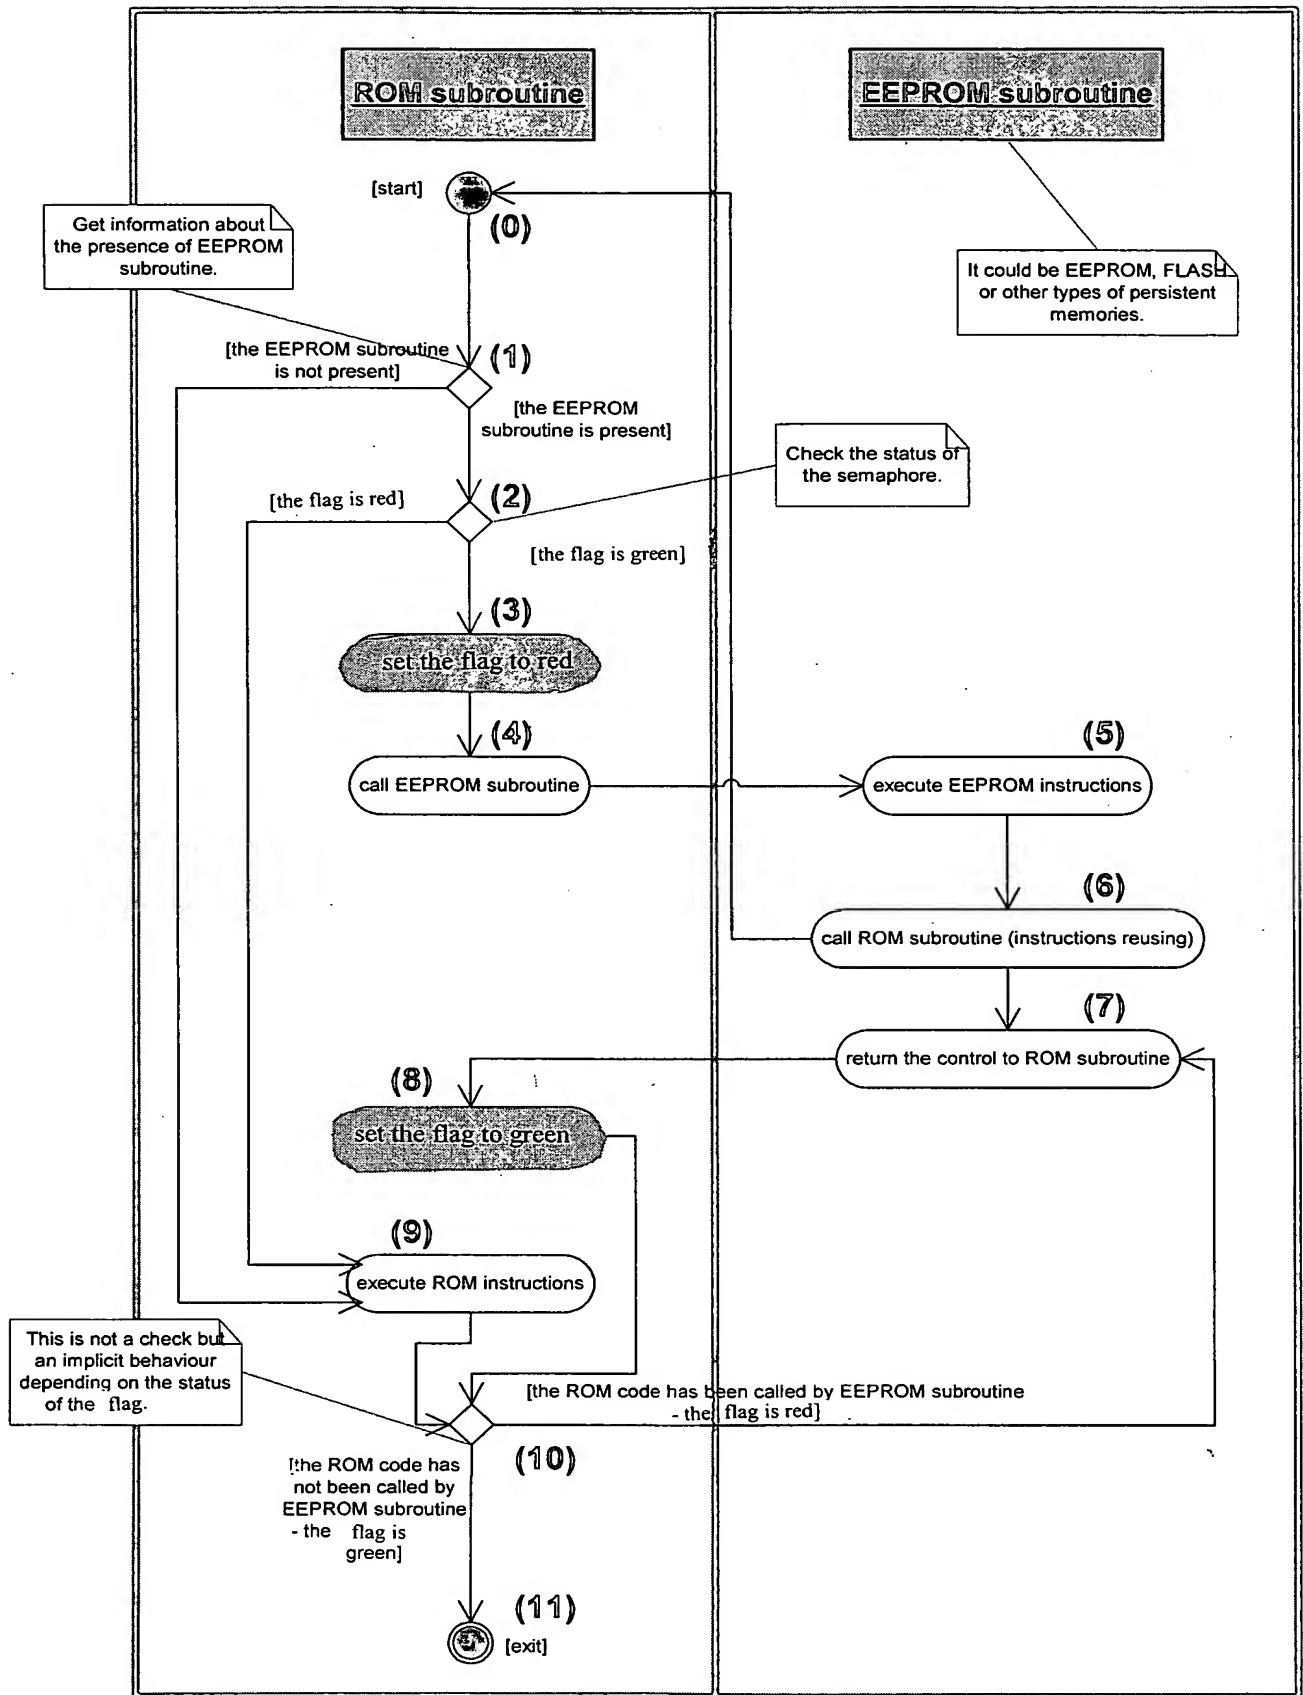 ROM subroutine
EEPROM subroutine
[start]
(0)
Get information about
the presence of EEPROM
subroutine.
It could be EEPROM, FLASH
or other types of persistent
memories.
[the EEPROM subroutine
is not present]
(1)
[the EEPROM
subroutine is present]
Check the status of
the semaphore.
[the flag is red]
(2)
[the flag is green]
(3)
set the flag to red
(4)
call EEPROM subroutine
(5)
execute EEPROM instructions
(6)
call ROM subroutine (instructions reusing)
(7)
return the control to ROM subroutine
(8)
set the flag to green
(9)
execute ROM instructions
This is not a check but
an implicit behaviour
depending on the status
of the flag.
[the ROM code has been called by EEPROM subroutine
- the flag is red]
(10)
[the ROM code has
not been called by
EEPROM subroutine
- the flag is
green]
(11)
[exit]